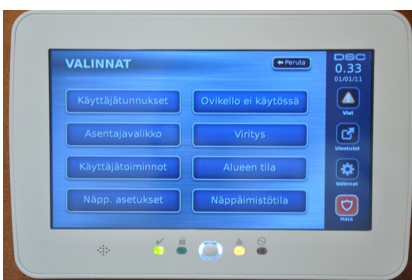 VALINNAT
Peruta
DSC
0.33
01/01/11
Käyttäjätunnukset
Ovikello ei käytössä
Viat
Asentajavalikko
Viritys
Ulostulot
Käyttäjätoiminnot
Alueen tila
Valinnat
Näpp. asetukset
Näppäimistötila
Hätä